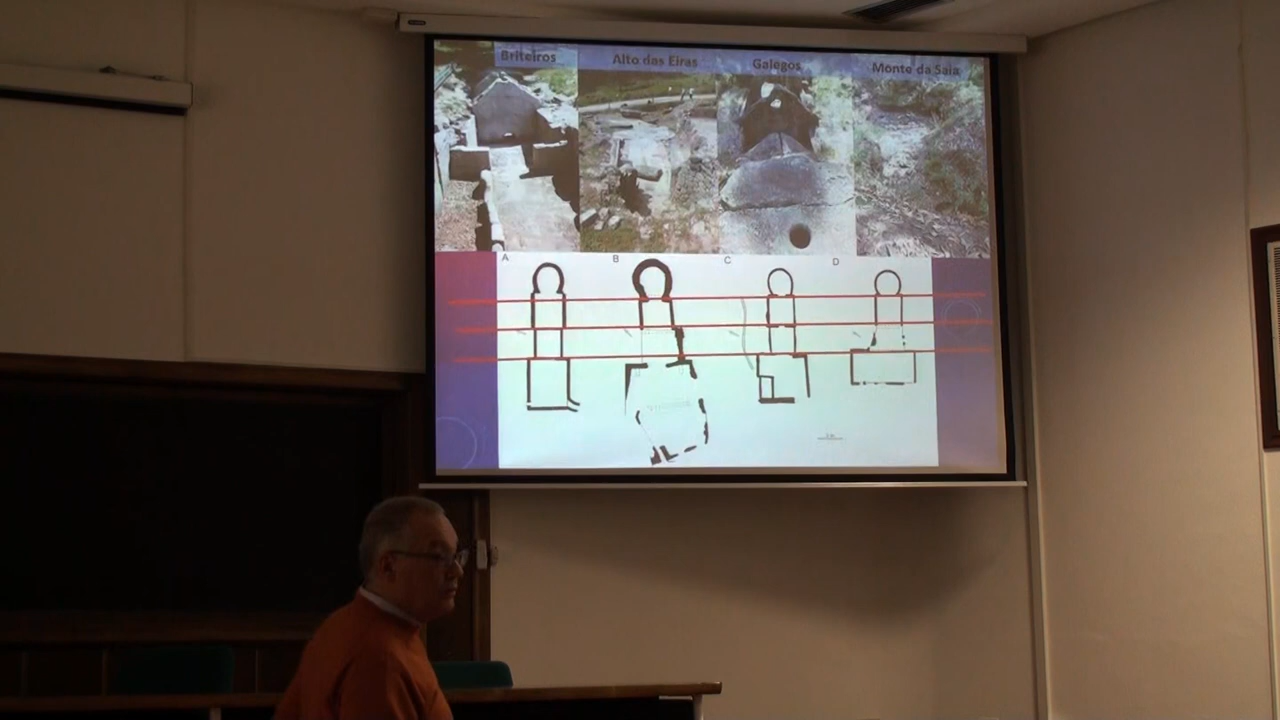 Briteiros
Alto das Eiras
Galegos
Monte da Saia
A
B
C
D